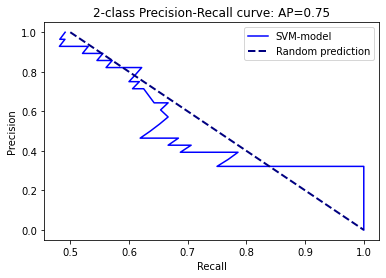 2-class Precision-Recall curve: AP=0.75
SVM-model
Random prediction
1.0
0.8
0.6
0.4
0.2
0.0
Precision
0.5 0.6 0.7 0.8 0.9 1.0
Recall